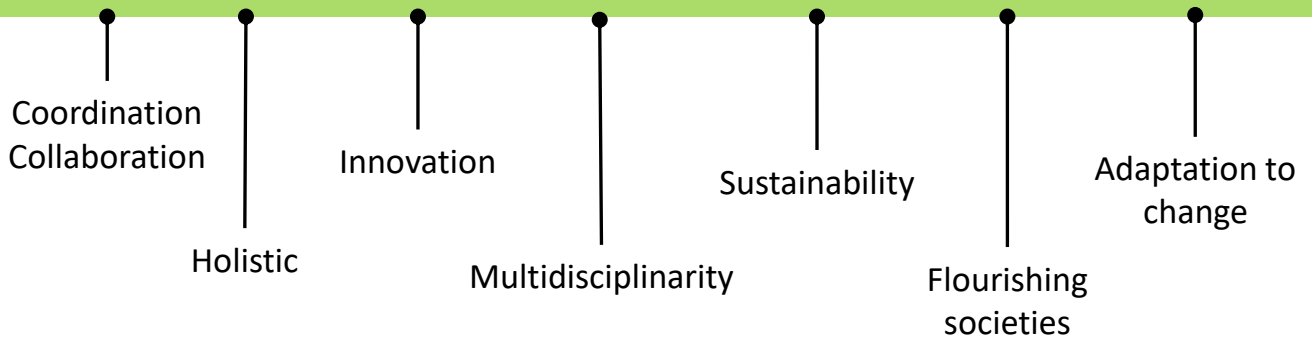 Coordination
Collaboration
Holistic
Innovation
Multidisciplinarity
Sustainability
Flourishing
societies
Adaptation to
change